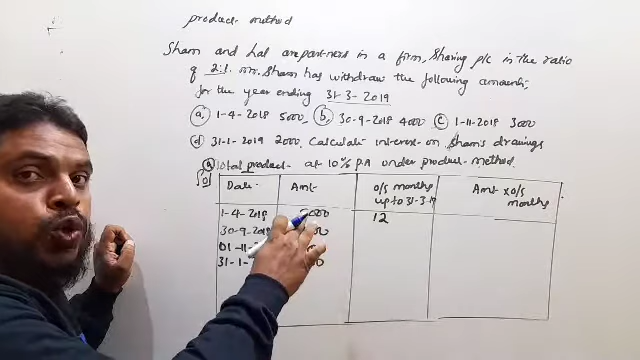 product method
Sham and Lal are partners in a firm, sharing p/c in the ratio
of 2:1. mr. Sham has withdraw the following amounts
for the year ending 31-3-2019
(a) 1-4-2018 5000 (b) 30-9-2018 4000 (c) 1-11-2018 3000
(d) 31-1-2019 2000. Calculate interest on Sham's drawings
total product at 10% P.A under product method.
Sol
Date Amt o/s months up to 31-3-19 Amt x o/s months
1-4-2018 5000 12
30-9-2018
01-11-
31-1-